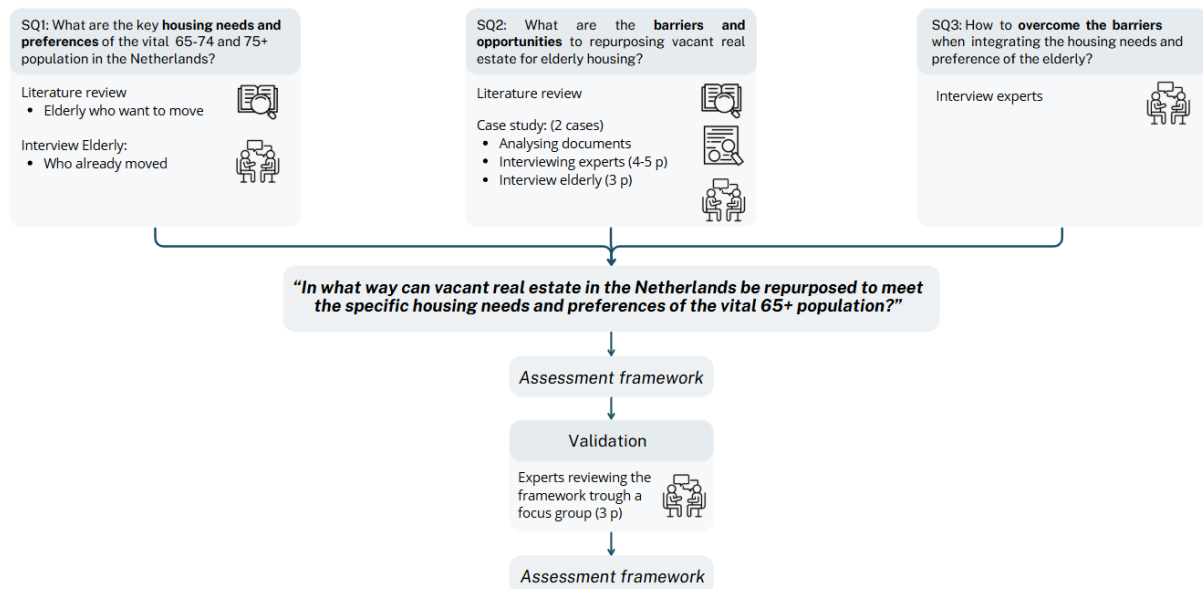 SQ1: What are the key housing needs and
preferences of the vital 65-74 and 75+
population in the Netherlands?
Literature review
• Elderly who want to move
Interview Elderly:
• Who already moved
SQ2: What are the barriers and
opportunities to repurposing vacant real
estate for elderly housing?
Literature review
Case study: (2 cases)
• Analysing documents
• Interviewing experts (4-5 p)
• Interview elderly (3 p)
SQ3: How to overcome the barriers
when integrating the housing needs and
preference of the elderly?
Interview experts
“In what way can vacant real estate in the Netherlands be repurposed to meet
the specific housing needs and preferences of the vital 65+ population?”
Assessment framework
Validation
Experts reviewing the
framework trough a
focus group (3 p)
Assessment framework